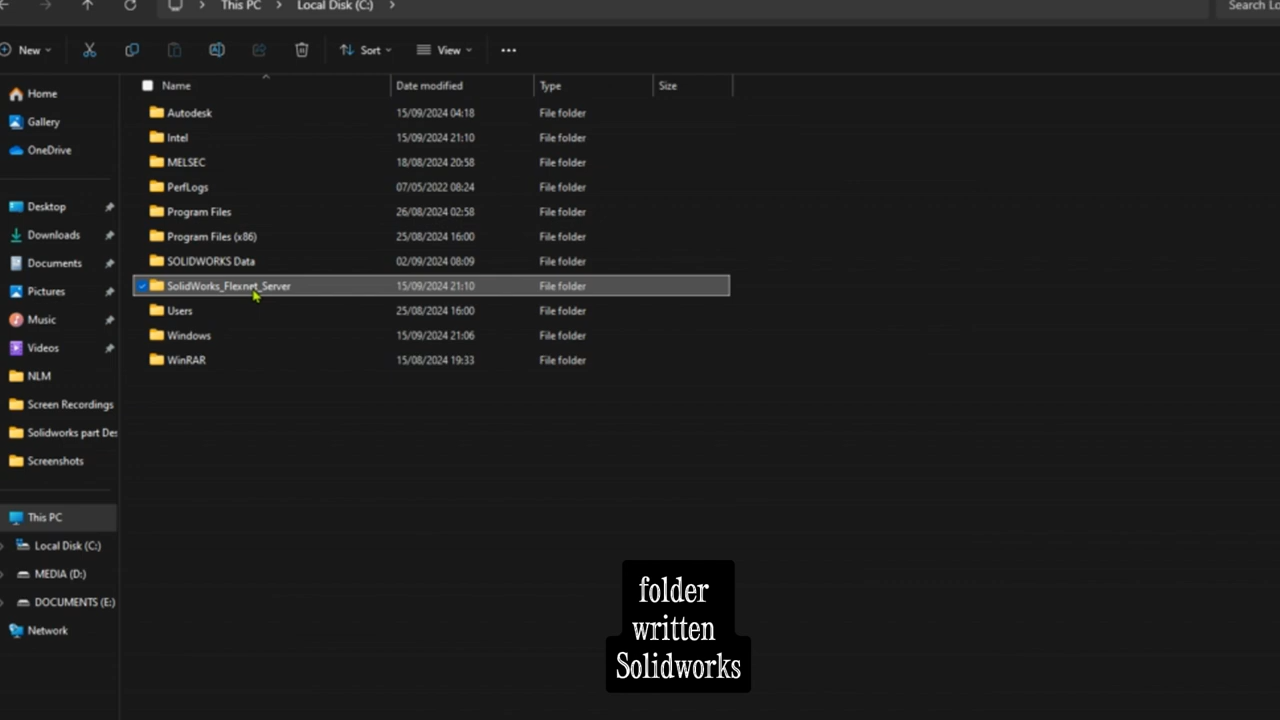 This PC > Local Disk (C:) >
Search Lo
New
Sort
View
Name Date modified Type Size
Home
Gallery
OneDrive
Desktop
Downloads
Documents
Pictures
Music
Videos
NLM
Screen Recordings
Solidworks part Des
Screenshots
This PC
Local Disk (C:)
MEDIA (D:)
DOCUMENTS (E:)
Network
Autodesk 15/09/2024 04:18 File folder
Intel 15/09/2024 21:10 File folder
MELSEC 18/08/2024 20:58 File folder
PerfLogs 07/05/2022 08:24 File folder
Program Files 26/08/2024 02:58 File folder
Program Files (x86) 25/08/2024 16:00 File folder
SOLIDWORKS Data 02/09/2024 08:09 File folder
SolidWorks_Flexnet_Server 15/09/2024 21:10 File folder
Users 25/08/2024 16:00 File folder
Windows 15/09/2024 21:06 File folder
WinRAR 15/08/2024 19:33 File folder
folder
written
Solidworks